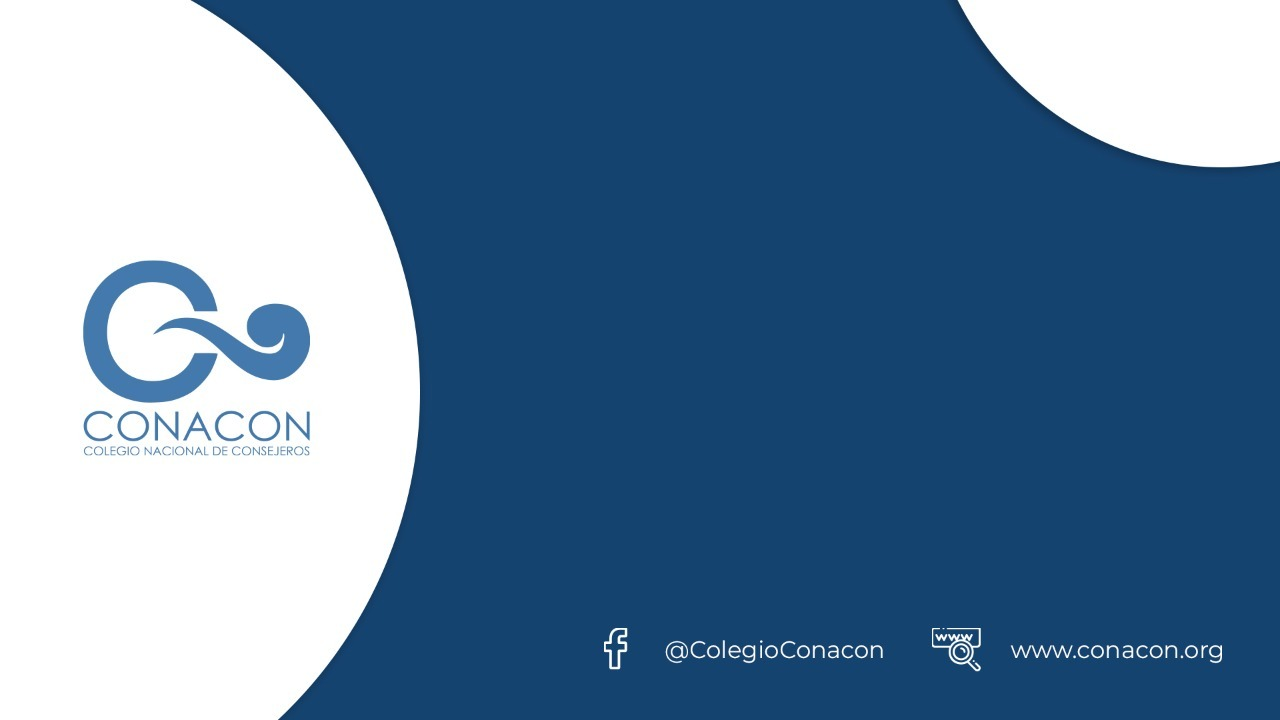 CONACON
COLEGIO NACIONAL DE CONSEJEROS
@ColegioConacon
www
www.conacon.org